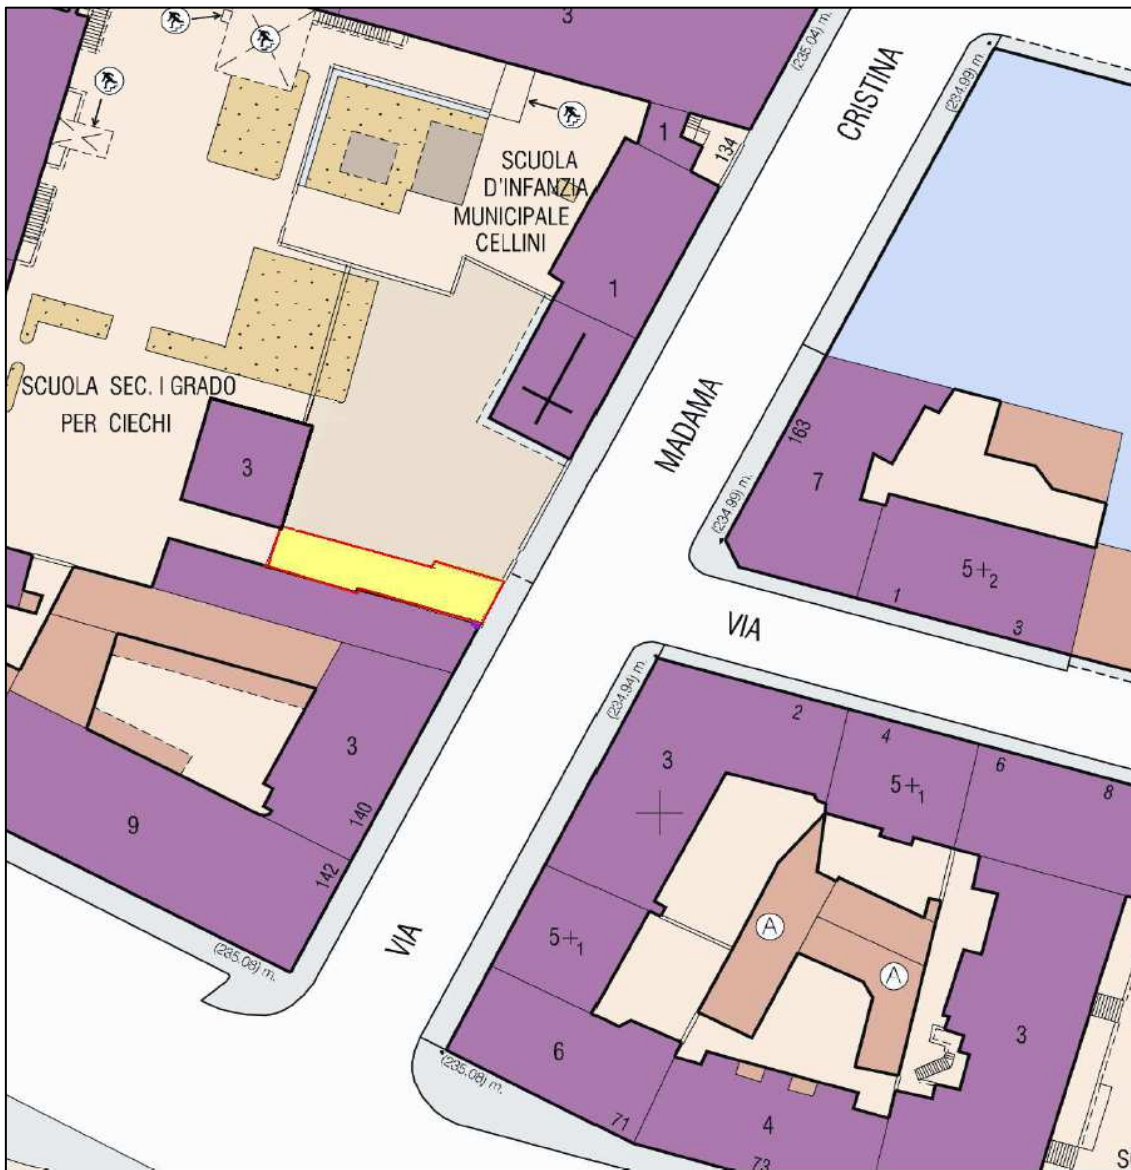 3
(235.04) m.
CRISTINA
(234.99) m.
1
134
SCUOLA
D'INFANZIA
MUNICIPALE
CELLINI
1
SCUOLA SEC. I GRADO
PER CIECHI
3
MADAMA
163
7
(234.99) m.
5+2
1
3
VIA
(234.94) m.
2
4
6
8
3
5+1
3
140
9
142
VIA
(235.08) m.
A
A
5+1
3
6
(235.08) m.
71
4
73
S